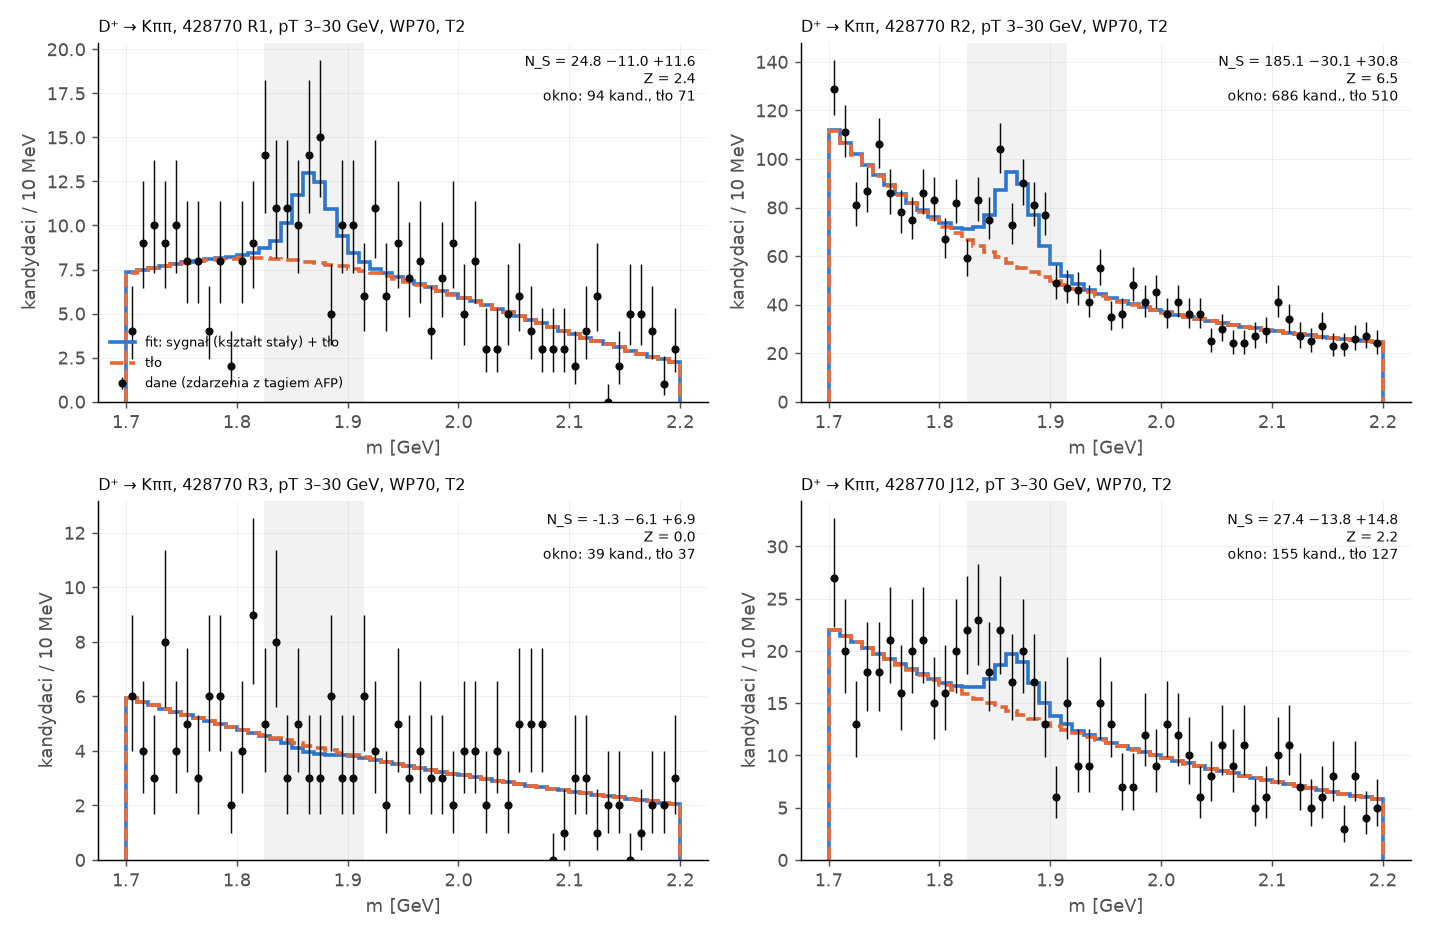 D⁺ → Kππ, 428770 R1, pT 3–30 GeV, WP70, T2
N_S = 24.8 −11.0 +11.6
Z = 2.4
okno: 94 kand., tło 71
kandydaci / 10 MeV
20.0
17.5
15.0
12.5
10.0
7.5
5.0
2.5
0.0
fit: sygnał (kształt stały) + tło
tło
dane (zdarzenia z tagiem AFP)
1.7 1.8 1.9 2.0 2.1 2.2
m [GeV]
D⁺ → Kππ, 428770 R2, pT 3–30 GeV, WP70, T2
N_S = 185.1 −30.1 +30.8
Z = 6.5
okno: 686 kand., tło 510
kandydaci / 10 MeV
140
120
100
80
60
40
20
0
1.7 1.8 1.9 2.0 2.1 2.2
m [GeV]
D⁺ → Kππ, 428770 R3, pT 3–30 GeV, WP70, T2
N_S = -1.3 −6.1 +6.9
Z = 0.0
okno: 39 kand., tło 37
kandydaci / 10 MeV
12
10
8
6
4
2
0
1.7 1.8 1.9 2.0 2.1 2.2
m [GeV]
D⁺ → Kππ, 428770 J12, pT 3–30 GeV, WP70, T2
N_S = 27.4 −13.8 +14.8
Z = 2.2
okno: 155 kand., tło 127
kandydaci / 10 MeV
30
25
20
15
10
5
0
1.7 1.8 1.9 2.0 2.1 2.2
m [GeV]